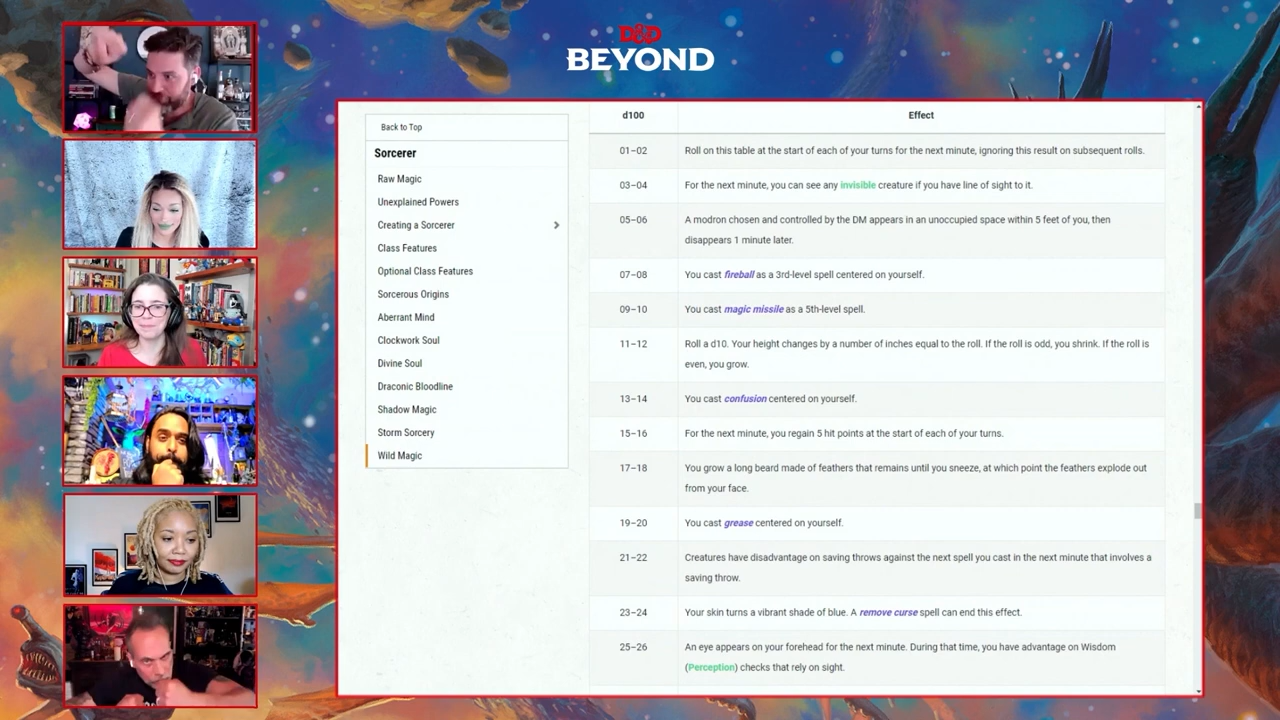 D&D
BEYOND
Back to Top
Sorcerer
Raw Magic
Unexplained Powers
Creating a Sorcerer
Class Features
Optional Class Features
Sorcerous Origins
Aberrant Mind
Clockwork Soul
Divine Soul
Draconic Bloodline
Shadow Magic
Storm Sorcery
Wild Magic
d100 Effect
01–02 Roll on this table at the start of each of your turns for the next minute, ignoring this result on subsequent rolls.
03–04 For the next minute, you can see any invisible creature if you have line of sight to it.
05–06 A modron chosen and controlled by the DM appears in an unoccupied space within 5 feet of you, then
disappears 1 minute later.
07–08 You cast fireball as a 3rd-level spell centered on yourself.
09–10 You cast magic missile as a 5th-level spell.
11–12 Roll a d10. Your height changes by a number of inches equal to the roll. If the roll is odd, you shrink. If the roll is
even, you grow.
13–14 You cast confusion centered on yourself.
15–16 For the next minute, you regain 5 hit points at the start of each of your turns.
17–18 You grow a long beard made of feathers that remains until you sneeze, at which point the feathers explode out
from your face.
19–20 You cast grease centered on yourself.
21–22 Creatures have disadvantage on saving throws against the next spell you cast in the next minute that involves a
saving throw.
23–24 Your skin turns a vibrant shade of blue. A remove curse spell can end this effect.
25–26 An eye appears on your forehead for the next minute. During that time, you have advantage on Wisdom
(Perception) checks that rely on sight.